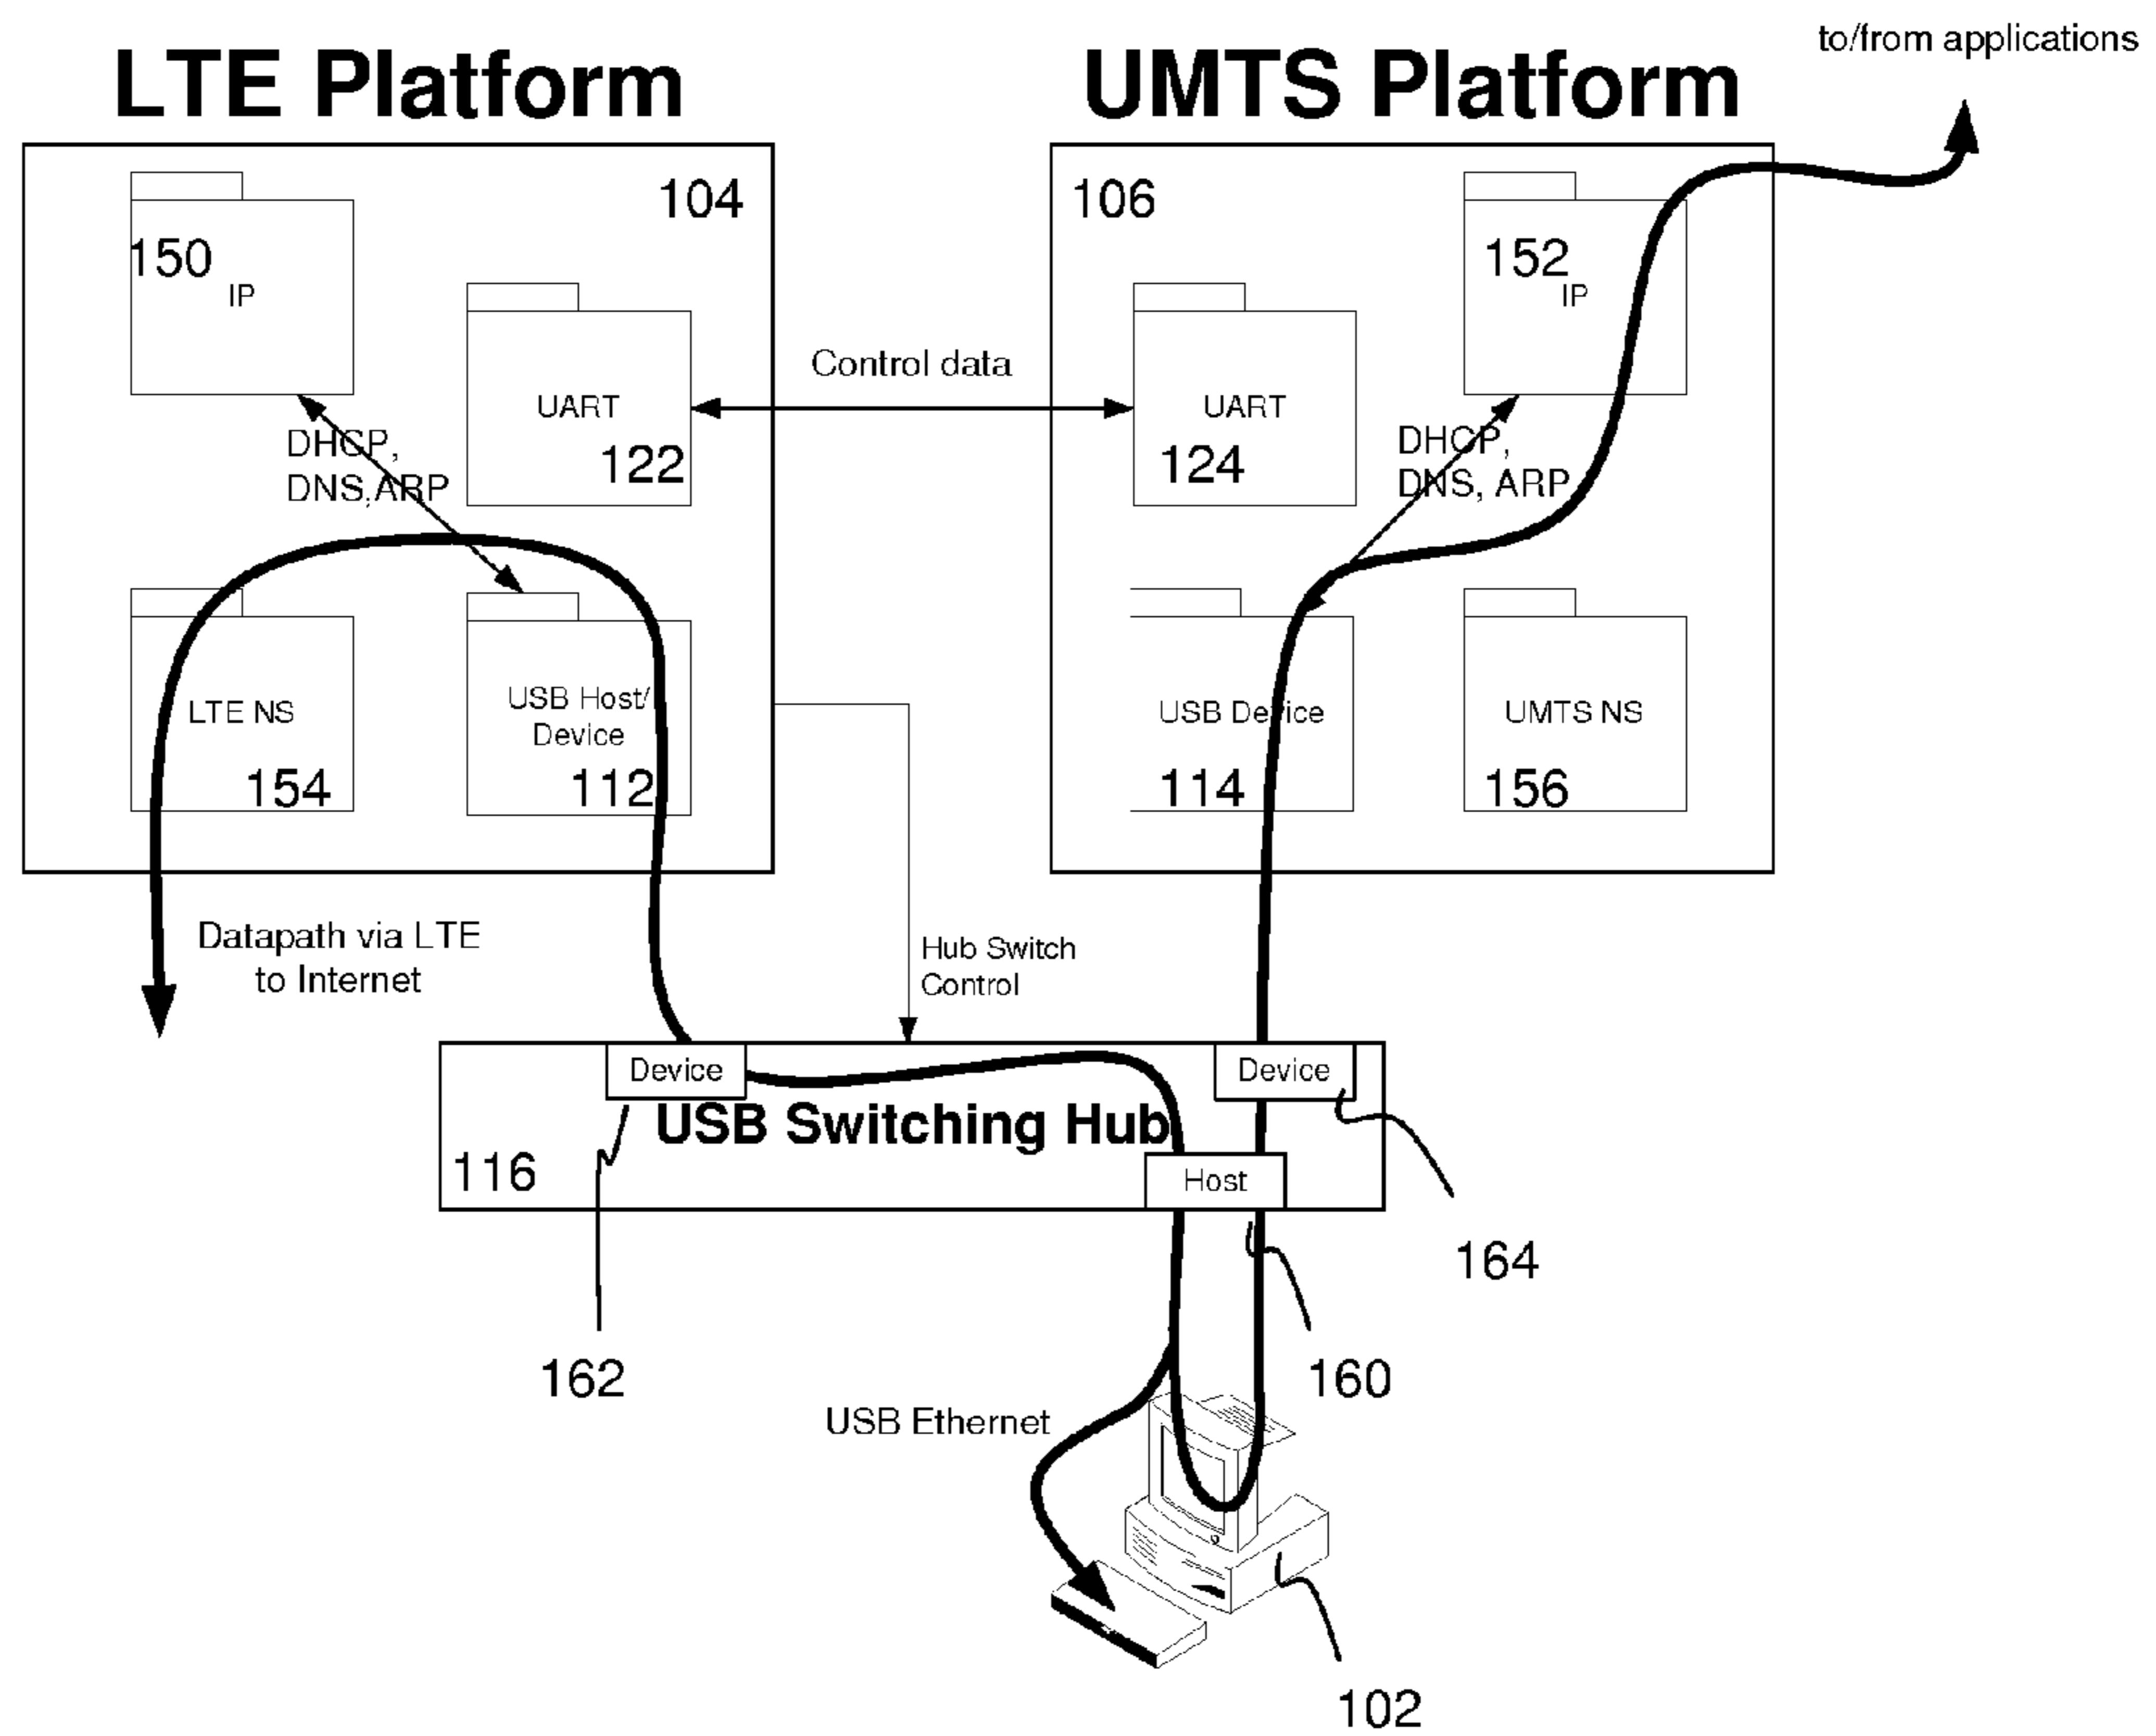 to/from applications
LTE Platform
UMTS Platform
104
150
IP
UART
122
DHCP,
DNS,ARP
LTE NS
154
USB Host/
Device
112
Control data
106
152
IP
UART
124
DHCP,
DNS, ARP
USB Device
114
UMTS NS
156
Datapath via LTE
to Internet
Hub Switch
Control
Device
Device
USB Switching Hub
116
Host
164
162
160
USB Ethernet
102